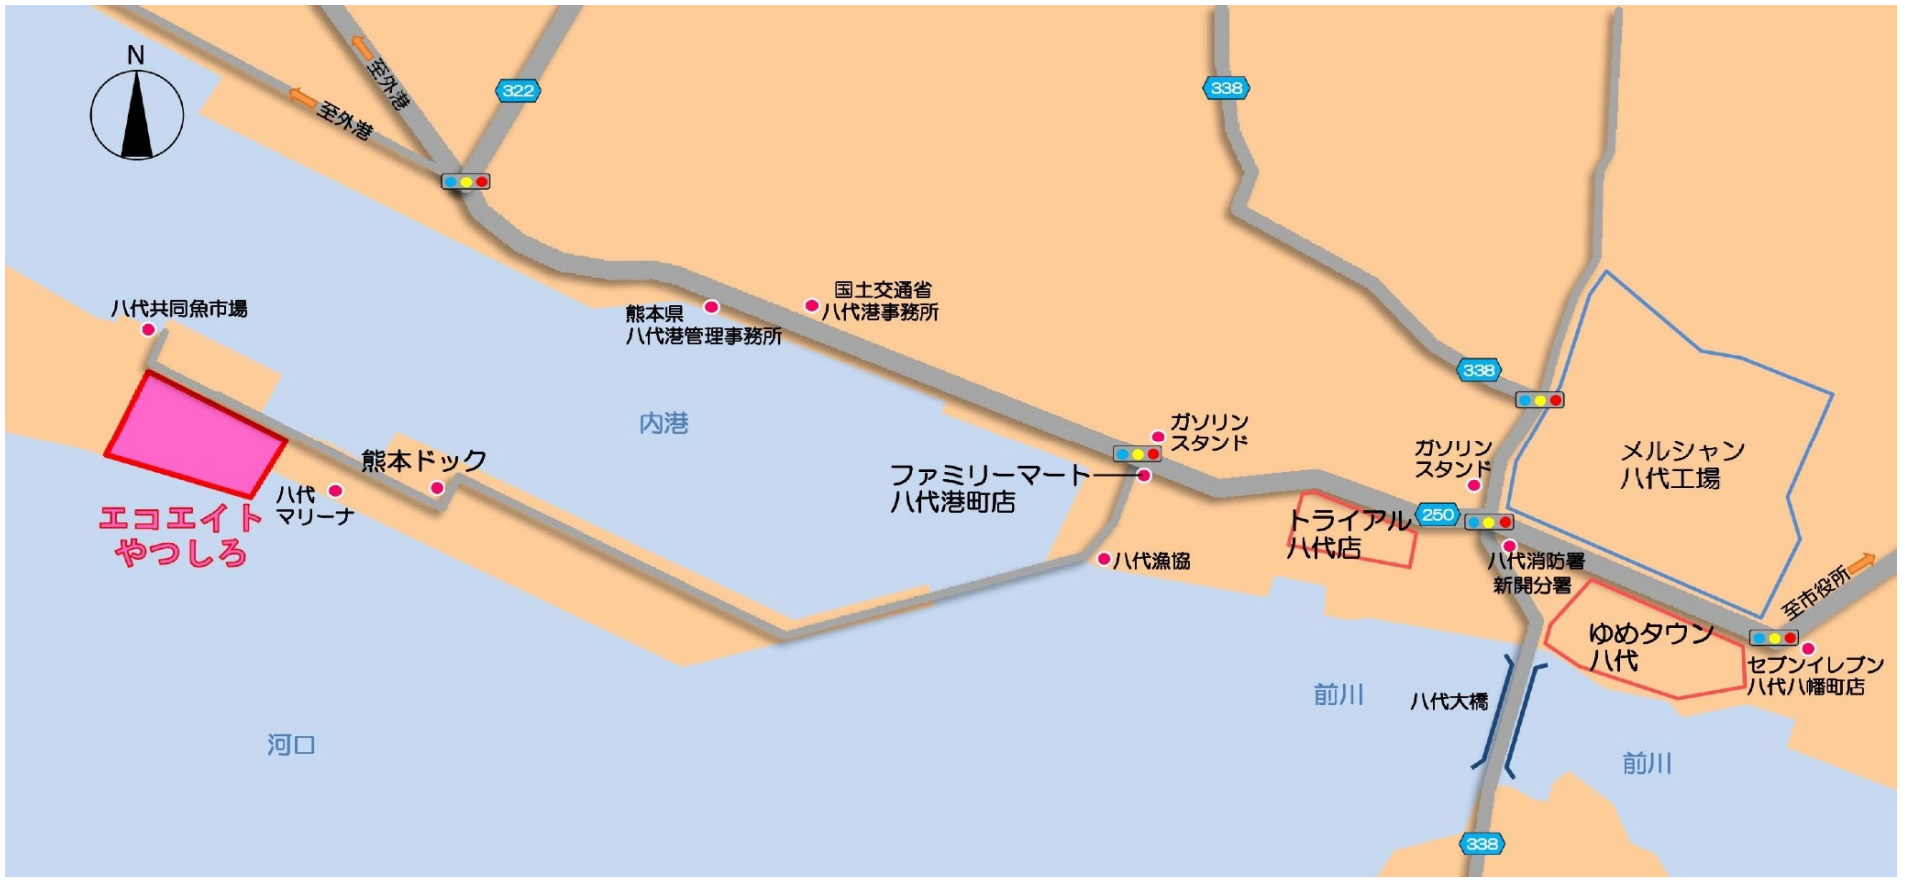 N
至外港
至外港
322
338
八代共同魚市場
国土交通省
八代港事務所
熊本県
八代港管理事務所
338
内港
ガソリン
スタンド
ガソリン
スタンド
メルシャン
八代工場
熊本ドック
ファミリーマート
八代港町店
八代
マリーナ
エコエイト
やつしろ
トライアル
八代店
250
八代漁協
八代消防署
新開分署
至市役所
ゆめタウン
八代
セブンイレブン
八代八幡町店
前川
八代大橋
河口
前川
338